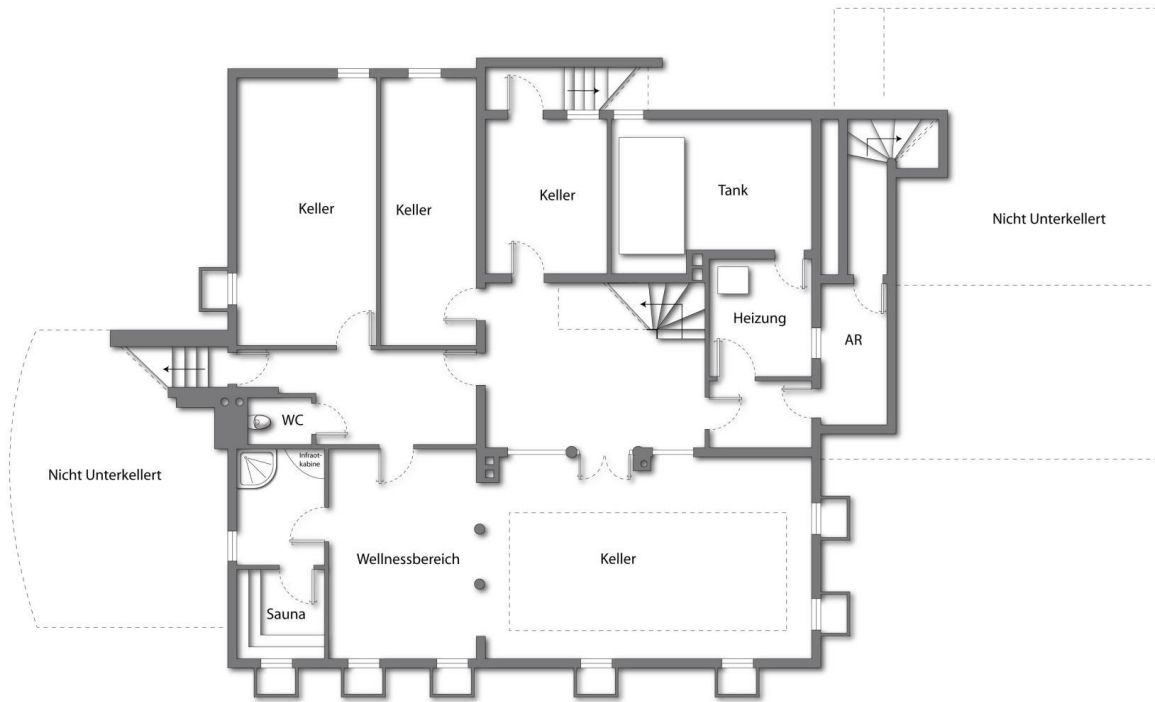 Keller
Keller
Keller
Tank
Nicht Unterkellert
Heizung
AR
WC
Infraot-
kabine
Nicht Unterkellert
Wellnessbereich
Keller
Sauna